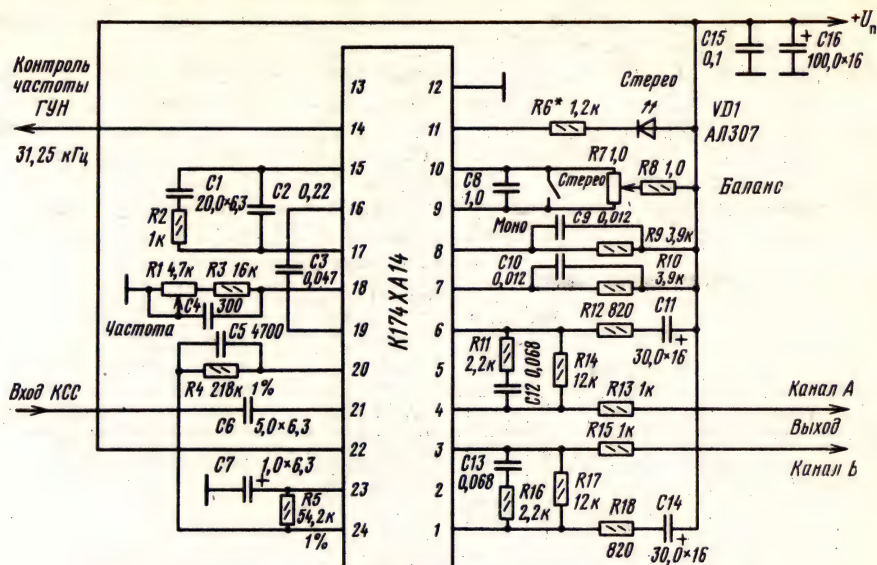 +Uп
C15
0,1
+ C16
100,0×16
Контроль
частоты
ГУН
31,25 кГц
13
12
14
11
R6* 1,2к
Стерео
VD1
АЛ307
15
10
C1
20,0×6,3
C2 0,22
R2
1к
16
9
C8
1,0
Стерео
Моно
R7 1,0
R8 1,0
Баланс
17
8
C9 0,012
R9 3,9к
C3
0,047
R1 4,7к
R3 16к
18
7
C10
0,012
R10
3,9к
C4
300
Частота
19
6
R12 820
C11
+
30,0×16
C5 4700
К174ХА14
R11
2,2к
C12 0,068
R14
12к
20
5
R4 218к 1%
Вход КСС
21
4
R13 1к
Канал А
C6
5,0×6,3
Выход
22
3
R15 1к
Канал Б
C7
1,0×6,3
+
C13
0,068
R16
2,2к
R17
12к
23
2
R5
54,2к
1%
24
1
R18
820
C14
+
30,0×16